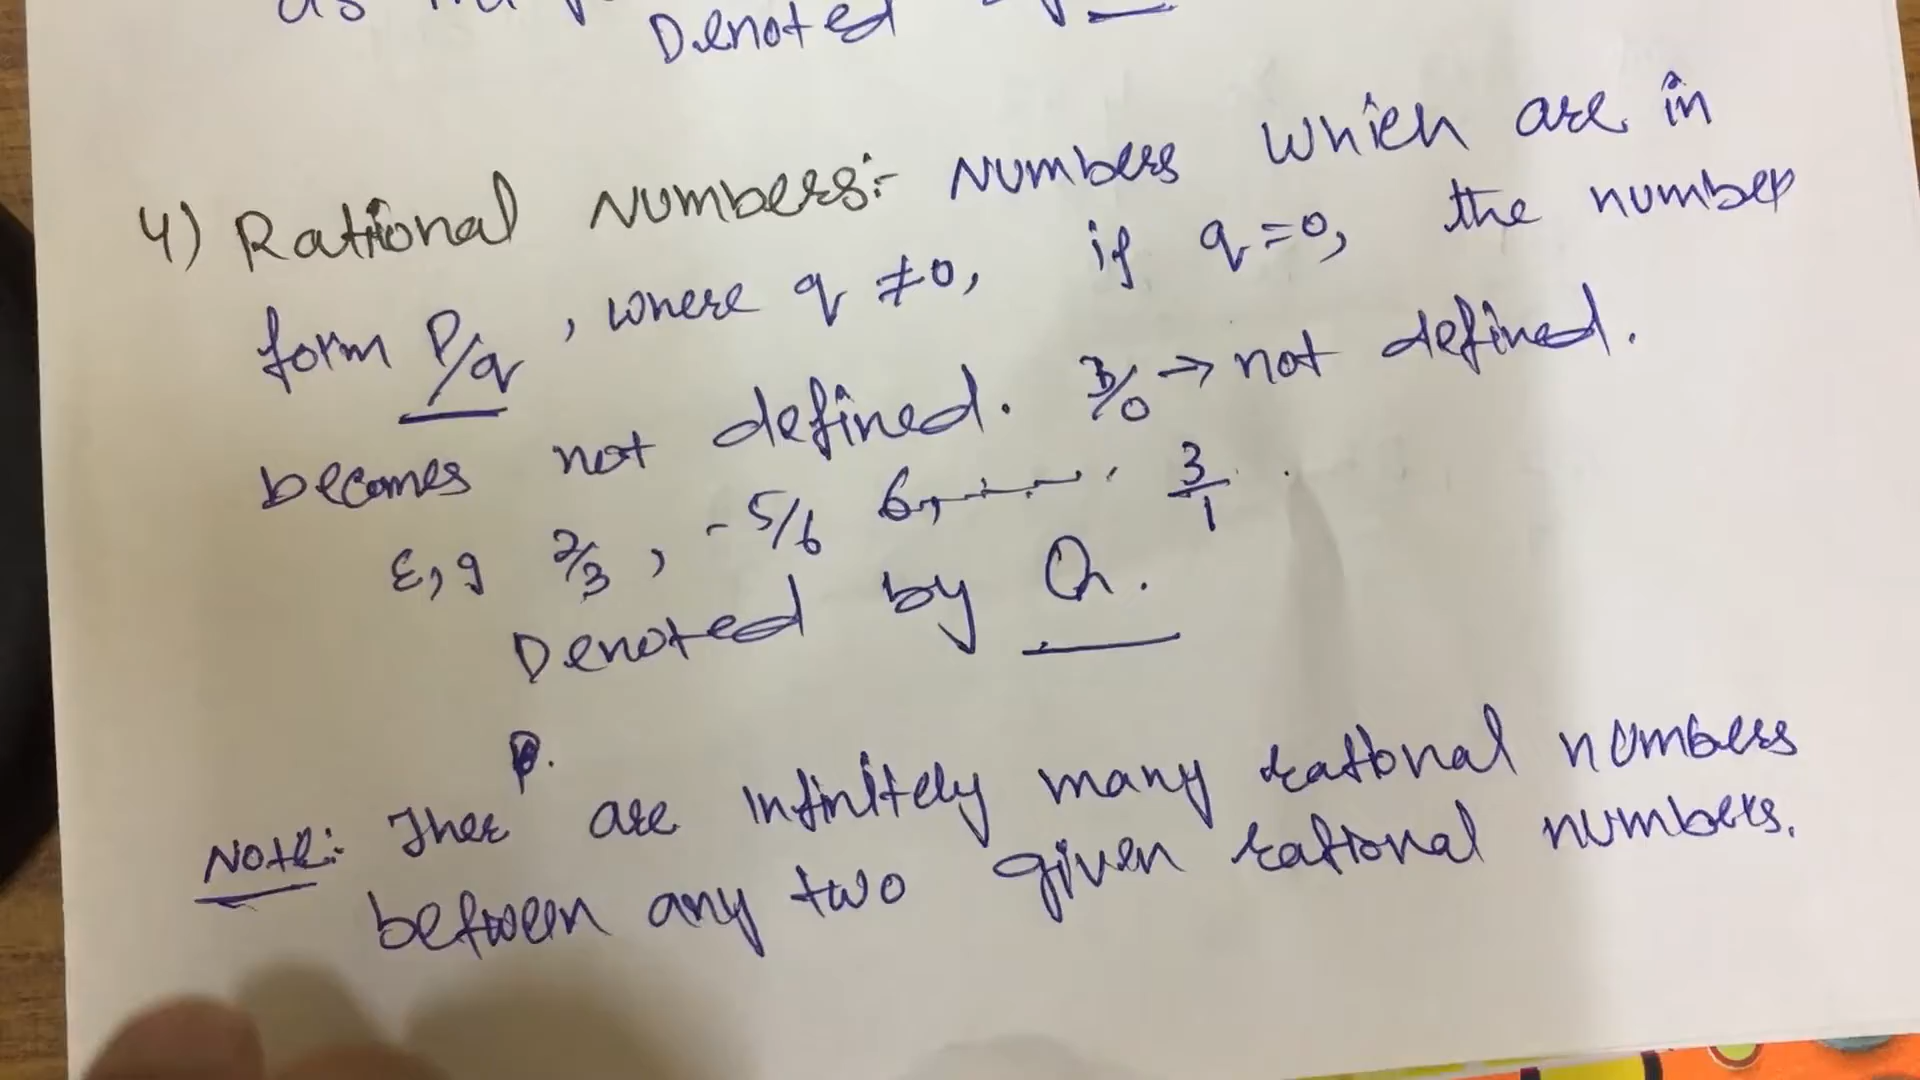 Denoted
4) Rational Numbers:- Numbers which are in
form P/q, where q ≠ 0, if q = 0, the number
becomes not defined. 3/0 → not defined.
E,g 2/3, -5/6 6, ....... 3/1
Denoted by Q.
Note: Ther are infinitely many rational numbers
between any two given rational numbers.